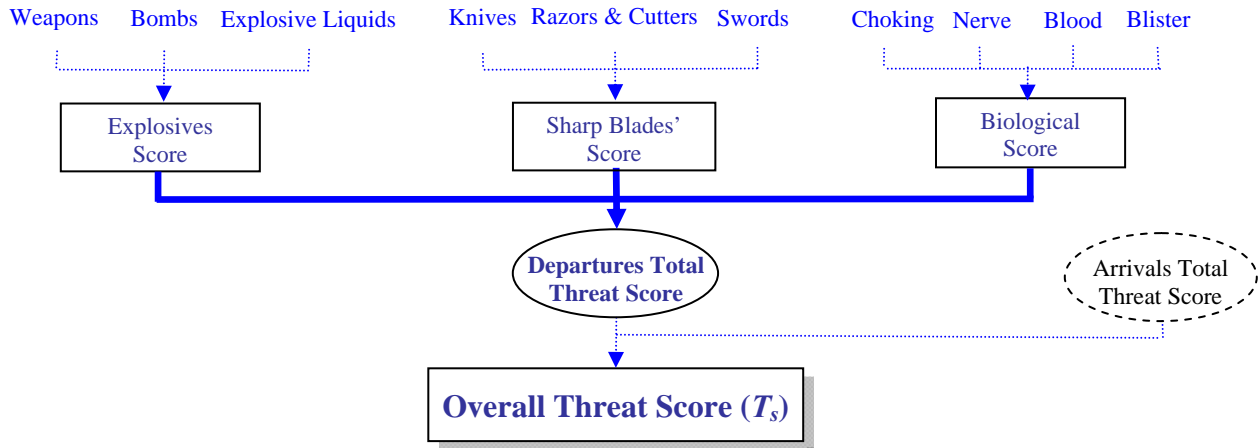 Weapons Bombs Explosive Liquids Knives Razors & Cutters Swords Choking Nerve Blood Blister
Explosives
Score
Sharp Blades’
Score
Biological
Score
Departures Total
Threat Score
Arrivals Total
Threat Score
Overall Threat Score (Ts)